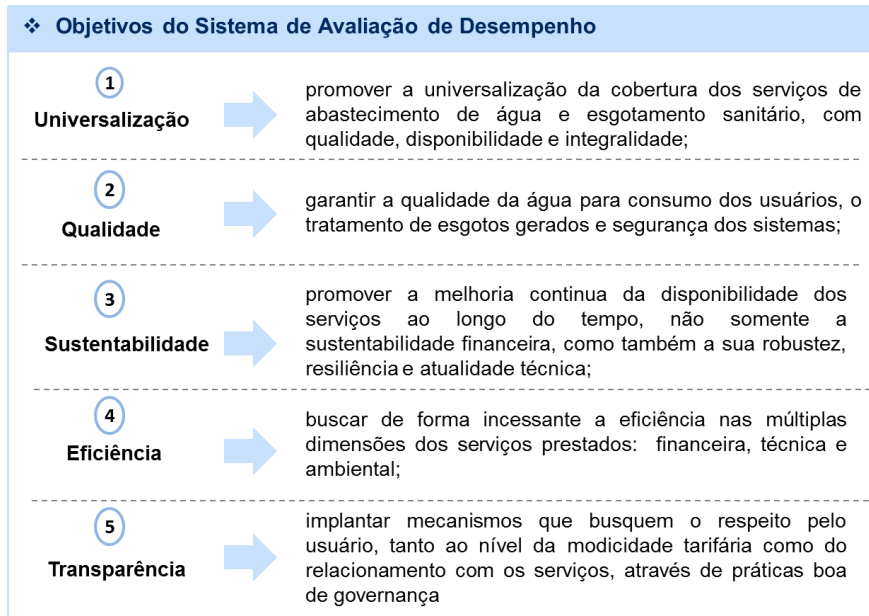 ❖ Objetivos do Sistema de Avaliação de Desempenho
1
Universalização
promover a universalização da cobertura dos serviços de
abastecimento de água e esgotamento sanitário, com
qualidade, disponibilidade e integralidade;
2
Qualidade
garantir a qualidade da água para consumo dos usuários, o
tratamento de esgotos gerados e segurança dos sistemas;
3
Sustentabilidade
promover a melhoria continua da disponibilidade dos
serviços ao longo do tempo, não somente a
sustentabilidade financeira, como também a sua robustez,
resiliência e atualidade técnica;
4
Eficiência
buscar de forma incessante a eficiência nas múltiplas
dimensões dos serviços prestados: financeira, técnica e
ambiental;
5
Transparência
implantar mecanismos que busquem o respeito pelo
usuário, tanto ao nível da modicidade tarifária como do
relacionamento com os serviços, através de práticas boa
de governança